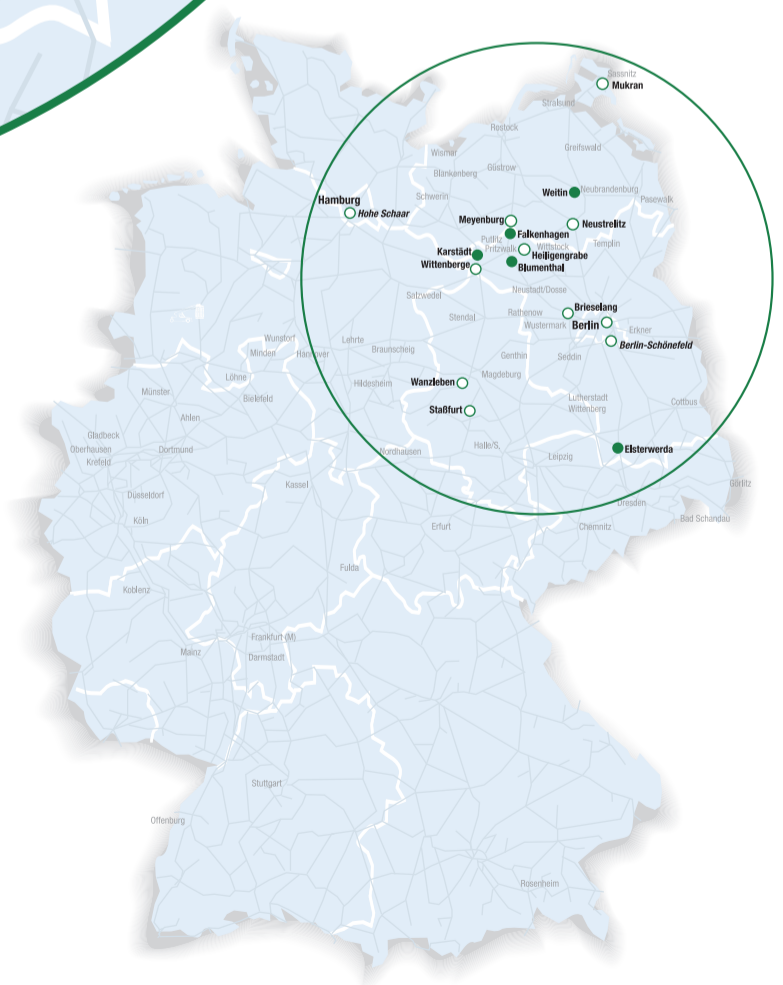 Sassnitz
Mukran
Stralsund
Rostock
Greifswald
Wismar
Güstrow
Blankenberg
Weitin
Neubrandenburg
Schwerin
Pasewalk
Hamburg
Hohe Schaar
Meyenburg
Neustrelitz
Falkenhagen
Putlitz
Pritzwalk
Wittstock
Templin
Karstädt
Heiligengrabe
Wittenberge
Blumenthal
Neustadt/Dosse
Salzwedel
Brieselang
Rathenow
Stendal
Wustermark
Berlin
Erkner
Wunstorf
Lehrte
Berlin-Schönefeld
Minden
Hannover
Braunscheig
Genthin
Seddin
Löhne
Magdeburg
Hildesheim
Wanzleben
Münster
Bielefeld
Lutherstadt
Wittenberg
Cottbus
Staßfurt
Ahlen
Gladbeck
Oberhausen
Dortmund
Krefeld
Nordhausen
Halle/S.
Leipzig
Elsterwerda
Kassel
Görlitz
Düsseldorf
Dresden
Köln
Erfurt
Chemnitz
Bad Schandau
Fulda
Koblenz
Frankfurt (M)
Mainz
Darmstadt
Stuttgart
Offenburg
Rosenheim